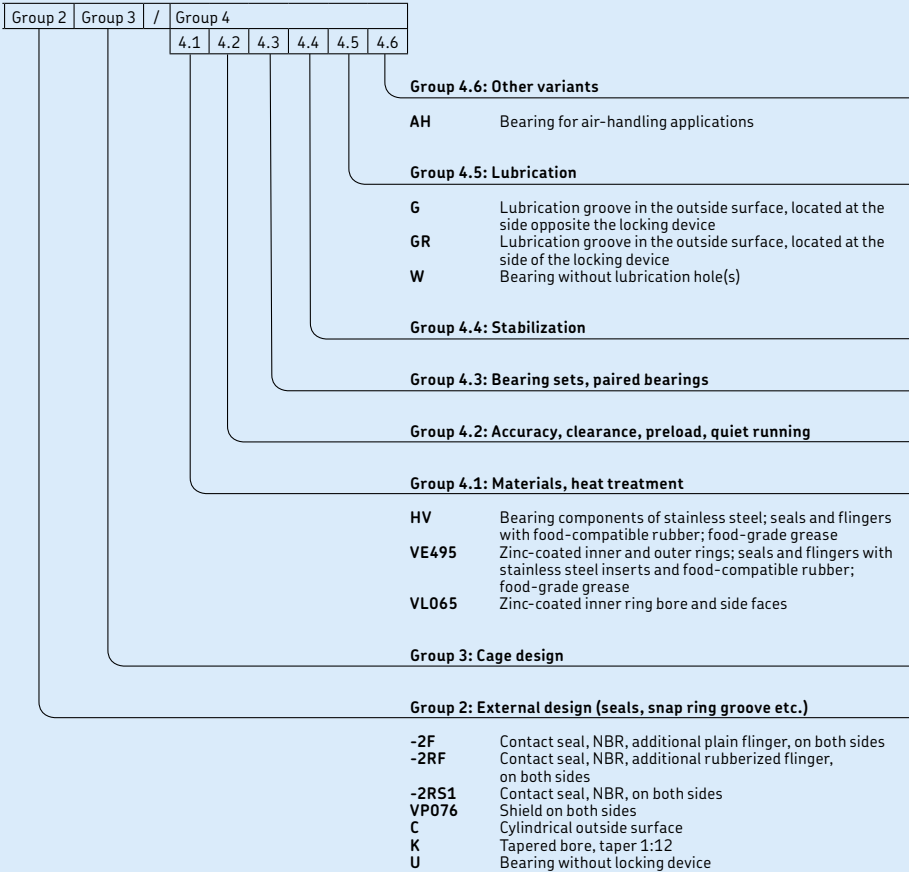 Group 2 Group 3 / Group 4
4.1 4.2 4.3 4.4 4.5 4.6
Group 4.6: Other variants
AH Bearing for air-handling applications
Group 4.5: Lubrication
G Lubrication groove in the outside surface, located at the
side opposite the locking device
GR Lubrication groove in the outside surface, located at the
side of the locking device
W Bearing without lubrication hole(s)
Group 4.4: Stabilization
Group 4.3: Bearing sets, paired bearings
Group 4.2: Accuracy, clearance, preload, quiet running
Group 4.1: Materials, heat treatment
HV Bearing components of stainless steel; seals and flingers
with food-compatible rubber; food-grade grease
VE495 Zinc-coated inner and outer rings; seals and flingers with
stainless steel inserts and food-compatible rubber;
food-grade grease
VL065 Zinc-coated inner ring bore and side faces
Group 3: Cage design
Group 2: External design (seals, snap ring groove etc.)
-2F Contact seal, NBR, additional plain flinger, on both sides
-2RF Contact seal, NBR, additional rubberized flinger,
on both sides
-2RS1 Contact seal, NBR, on both sides
VP076 Shield on both sides
C Cylindrical outside surface
K Tapered bore, taper 1:12
U Bearing without locking device